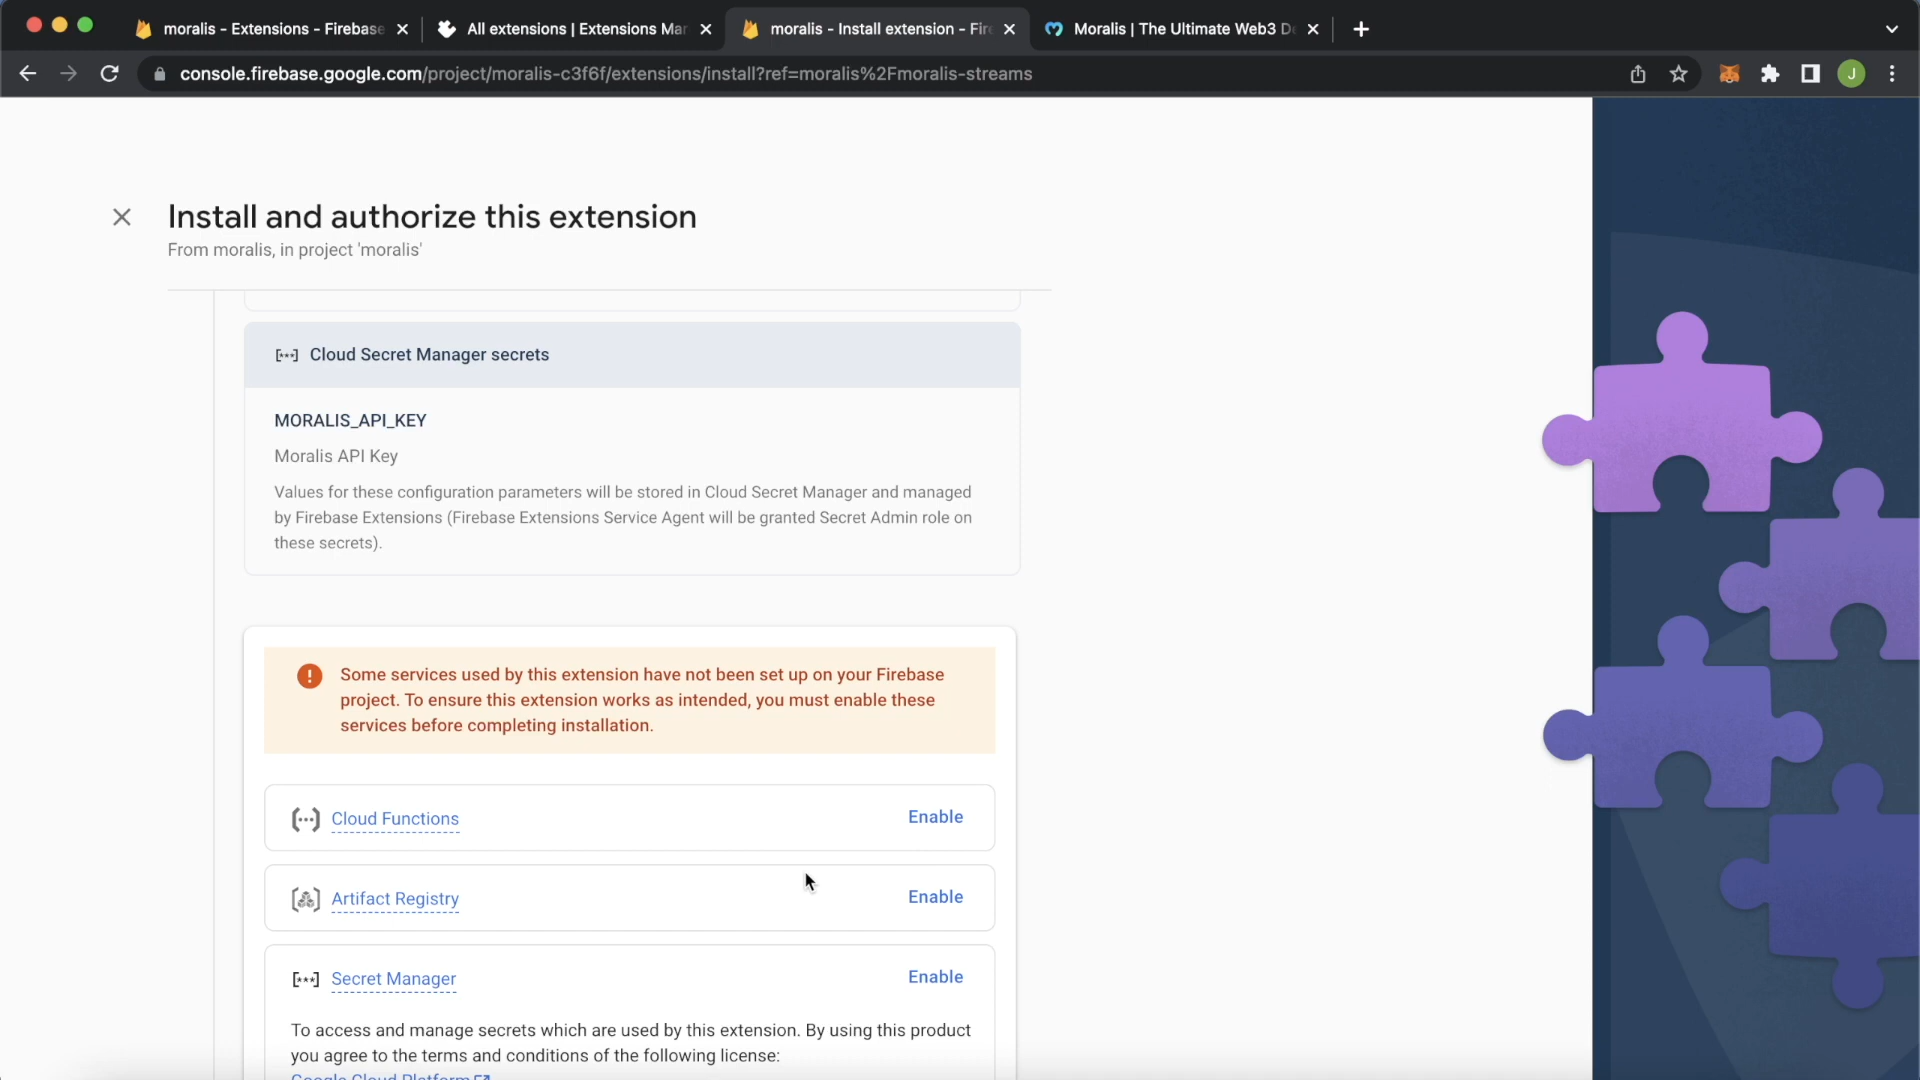 moralis - Extensions - Firebase
All extensions | Extensions Mar
moralis - Install extension - Fire
Moralis | The Ultimate Web3 De
console.firebase.google.com/project/moralis-c3f6f/extensions/install?ref=moralis%2Fmoralis-streams
J
Install and authorize this extension
From moralis, in project 'moralis'
Cloud Secret Manager secrets
MORALIS_API_KEY
Moralis API Key
Values for these configuration parameters will be stored in Cloud Secret Manager and managed
by Firebase Extensions (Firebase Extensions Service Agent will be granted Secret Admin role on
these secrets).
Some services used by this extension have not been set up on your Firebase
project. To ensure this extension works as intended, you must enable these
services before completing installation.
Cloud Functions
Enable
Artifact Registry
Enable
Secret Manager
Enable
To access and manage secrets which are used by this extension. By using this product
you agree to the terms and conditions of the following license:
Google Cloud Platform